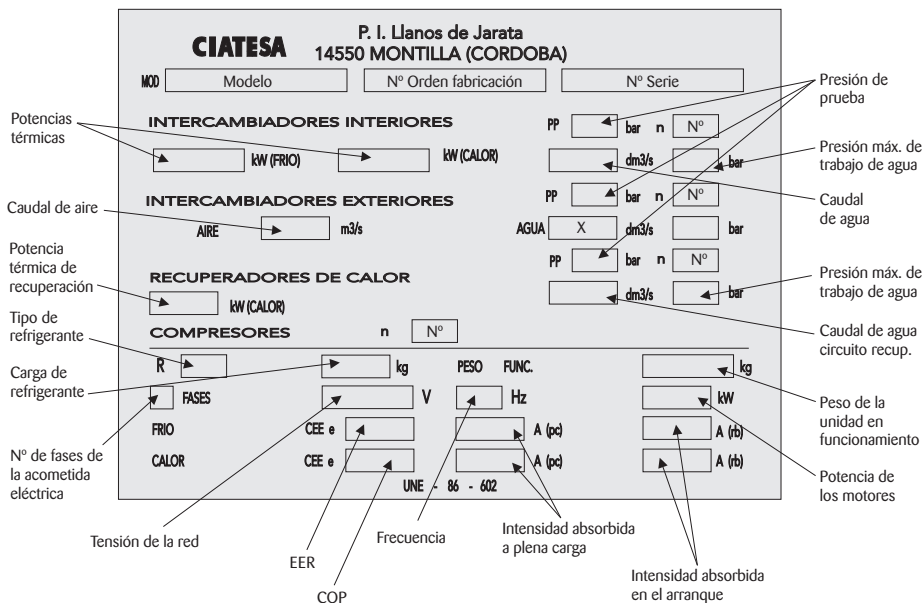 CIATESA
P. I. Llanos de Jarata
14550 MONTILLA (CORDOBA)
MOD Modelo Nº Orden fabricación Nº Serie
INTERCAMBIADORES INTERIORES PP bar n Nº
kW (FRIO) kW (CALOR) dm3/s bar
PP bar n Nº
INTERCAMBIADORES EXTERIORES
AIRE m3/s AGUA X dm3/s bar
PP bar n Nº
RECUPERADORES DE CALOR
kW (CALOR) dm3/s bar
COMPRESORES n Nº
R kg PESO FUNC. kg
FASES V Hz kW
FRIO CEE e A (pc) A (rb)
CALOR CEE e A (pc) A (rb)
UNE - 86 - 602
Potencias
térmicas
Caudal de aire
Potencia
térmica de
recuperación
Tipo de
refrigerante
Carga de
refrigerante
Nº de fases de
la acometida
eléctrica
Tensión de la red
EER
COP
Frecuencia
Intensidad absorbida
a plena carga
Intensidad absorbida
en el arranque
Presión de
prueba
Presión máx. de
trabajo de agua
Caudal
de agua
Presión máx. de
trabajo de agua
Caudal de agua
circuito recup.
Peso de la
unidad en
funcionamiento
Potencia de
los motores